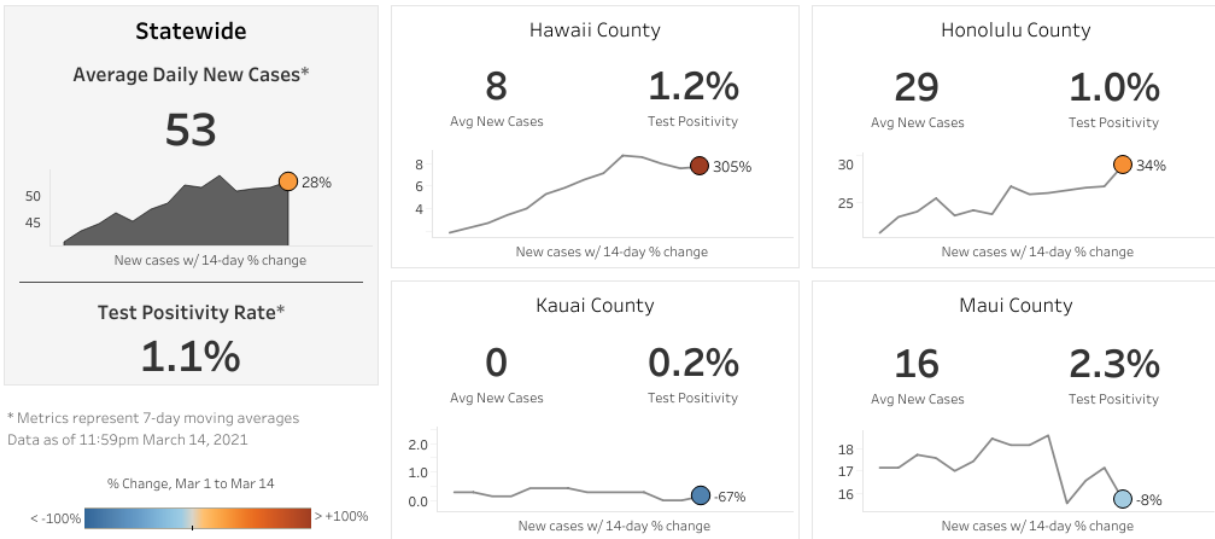 Statewide
Average Daily New Cases*
53
50
45
28%
New cases w/ 14-day % change
Test Positivity Rate*
1.1%
* Metrics represent 7-day moving averages
Data as of 11:59pm March 14, 2021
% Change, Mar 1 to Mar 14
< -100%
> +100%
Hawaii County
8 1.2%
Avg New Cases Test Positivity
8
6
4
305%
New cases w/ 14-day % change
Honolulu County
29 1.0%
Avg New Cases Test Positivity
30
25
34%
New cases w/ 14-day % change
Kauai County
0 0.2%
Avg New Cases Test Positivity
2.0
1.0
0.0
-67%
New cases w/ 14-day % change
Maui County
16 2.3%
Avg New Cases Test Positivity
18
17
16
-8%
New cases w/ 14-day % change